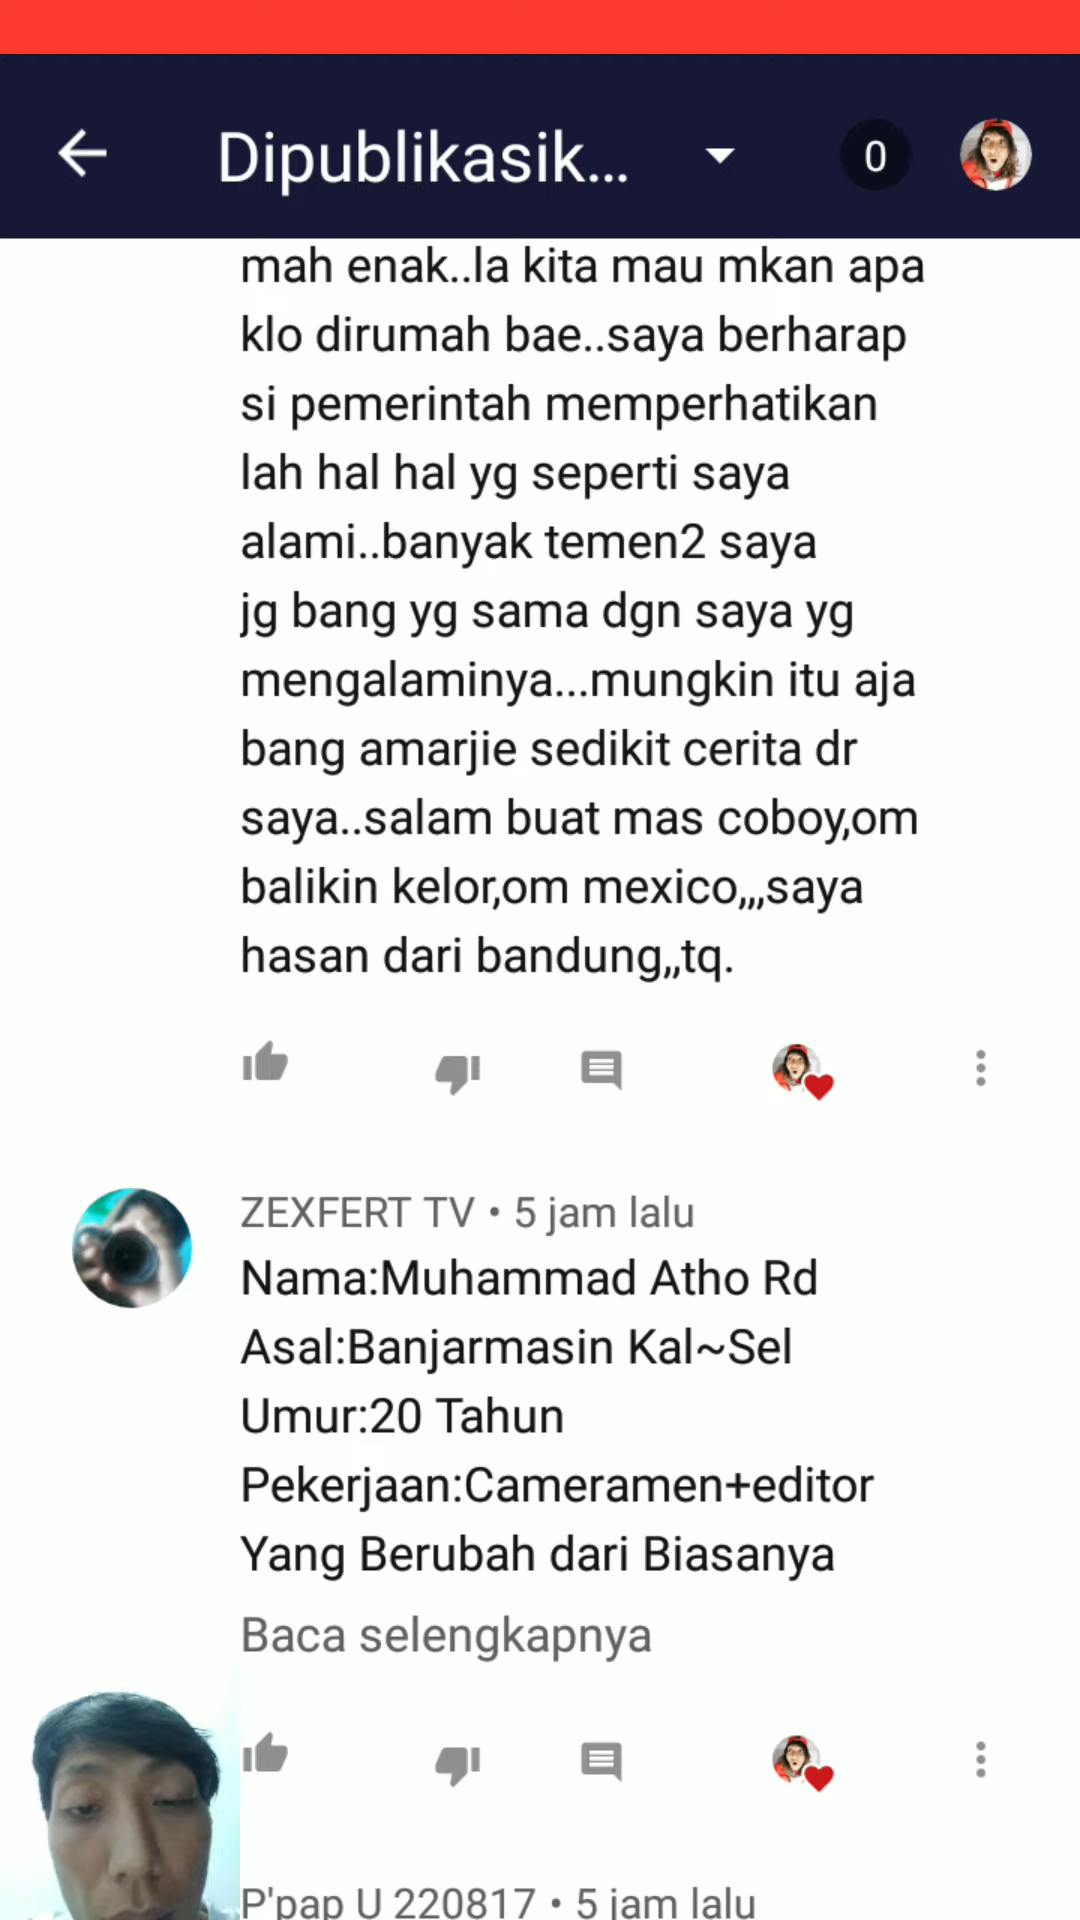 Dipublikasik...
0
mah enak..la kita mau mkan apa
klo dirumah bae..saya berharap
si pemerintah memperhatikan
lah hal hal yg seperti saya
alami..banyak temen2 saya
jg bang yg sama dgn saya yg
mengalaminya...mungkin itu aja
bang amarjie sedikit cerita dr
saya..salam buat mas coboy,om
balikin kelor,om mexico,,,saya
hasan dari bandung,,tq.
ZEXFERT TV • 5 jam lalu
Nama:Muhammad Atho Rd
Asal:Banjarmasin Kal~Sel
Umur:20 Tahun
Pekerjaan:Cameramen+editor
Yang Berubah dari Biasanya
Baca selengkapnya
P'pap U 220817 • 5 jam lalu